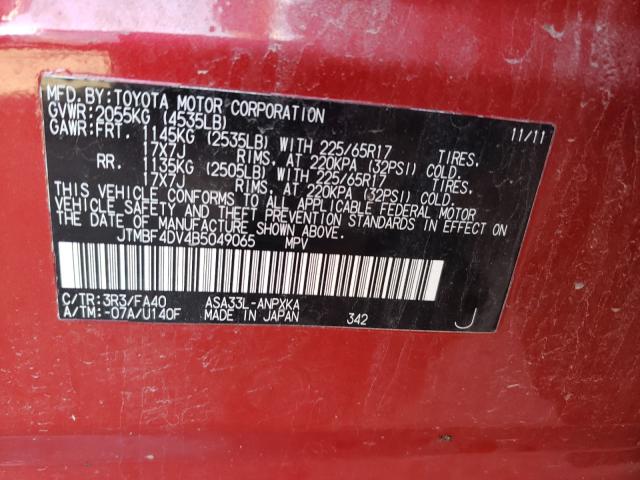 MFD.BY:TOYOTA MOTOR CORPORATION 11/11
GVWR:2055KG (4535LB)
GAWR:FRT. 1145KG (2535LB) WITH 225/65R17 TIRES.
17X7J RIMS. AT 220KPA (32PSI) COLD.
RR. 1135KG (2505LB) WITH 225/65R17 TIRES.
17X7J RIMS. AT 220KPA (32PSI) COLD.
THIS VEHICLE CONFORMS TO ALL APPLICABLE FEDERAL MOTOR
VEHICLE SAFETY AND THEFT PREVENTION STANDARDS IN EFFECT ON
THE DATE OF MANUFACTURE SHOWN ABOVE.
JTMBF4DV4B5049065 MPV
C/TR:3R3/FA40 ASA33L-ANPXKA
A/TM:-07A/U140F MADE IN JAPAN 342 J